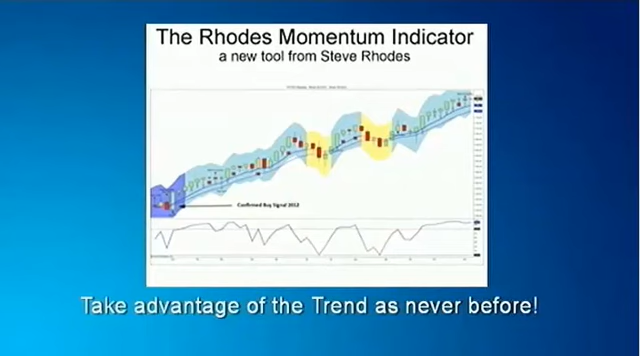 The Rhodes Momentum Indicator
a new tool from Steve Rhodes
Confirmed Buy Signal 2012
Take advantage of the Trend as never before!